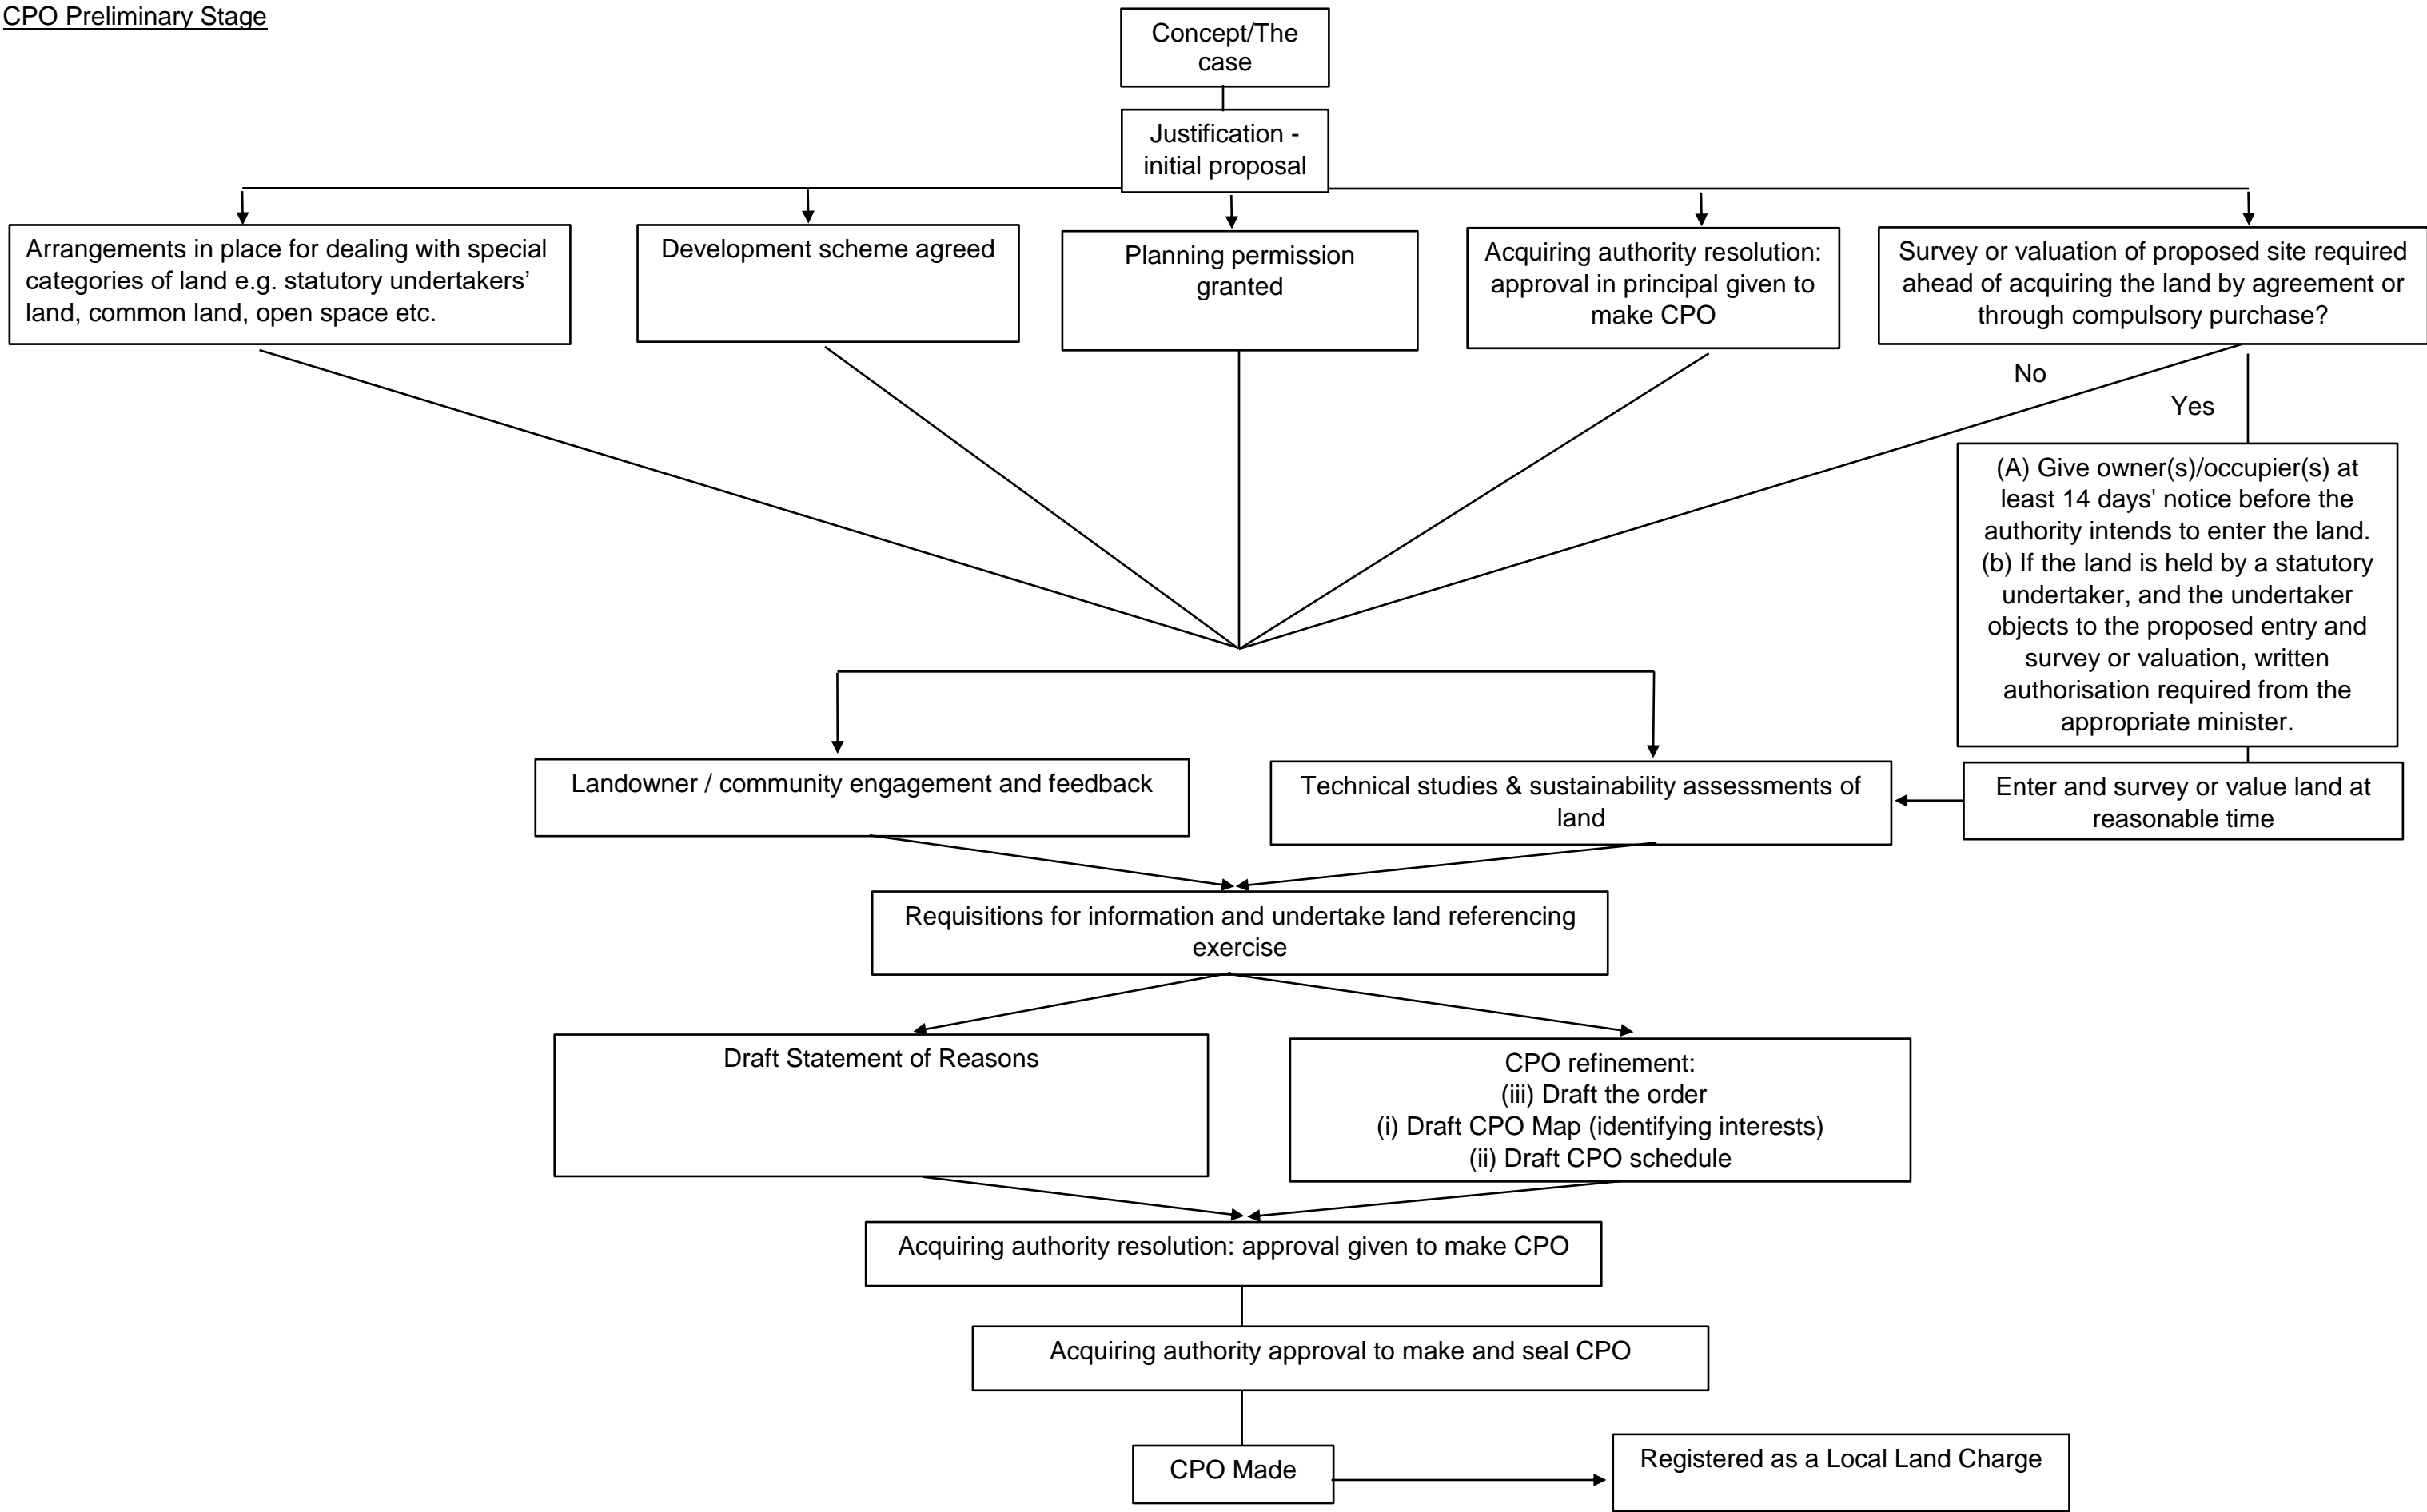 CPO Preliminary Stage
Concept/The
case
Justification -
initial proposal
Arrangements in place for dealing with special
categories of land e.g. statutory undertakers’
land, common land, open space etc.
Development scheme agreed
Planning permission
granted
Acquiring authority resolution:
approval in principal given to
make CPO
Survey or valuation of proposed site required
ahead of acquiring the land by agreement or
through compulsory purchase?
No
Yes
(A) Give owner(s)/occupier(s) at
least 14 days' notice before the
authority intends to enter the land.
(b) If the land is held by a statutory
undertaker, and the undertaker
objects to the proposed entry and
survey or valuation, written
authorisation required from the
appropriate minister.
Landowner / community engagement and feedback
Technical studies & sustainability assessments of
land
Enter and survey or value land at
reasonable time
Requisitions for information and undertake land referencing
exercise
Draft Statement of Reasons
CPO refinement:
(iii) Draft the order
(i) Draft CPO Map (identifying interests)
(ii) Draft CPO schedule
Acquiring authority resolution: approval given to make CPO
Acquiring authority approval to make and seal CPO
CPO Made
Registered as a Local Land Charge